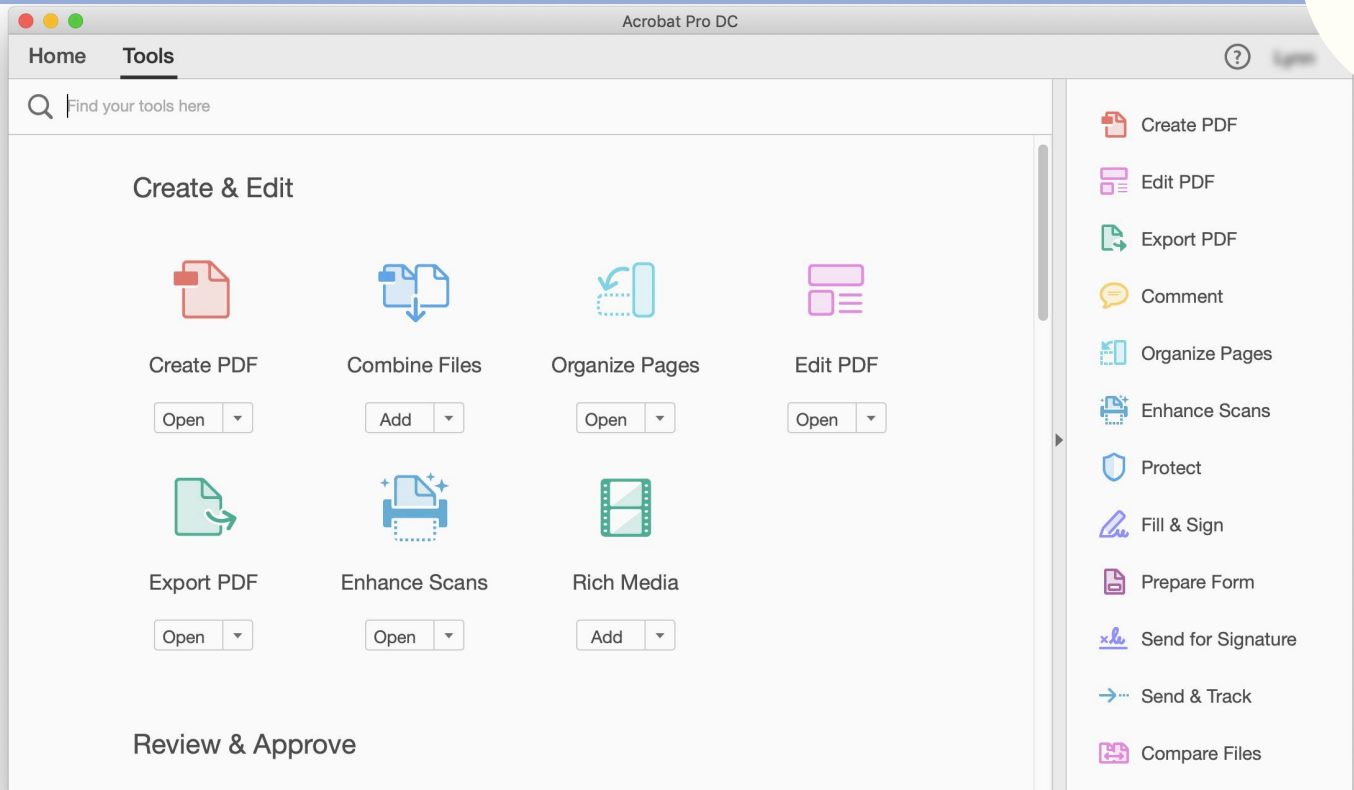 Acrobat Pro DC
Home Tools ?
Find your tools here
Create & Edit
Create PDF Combine Files Organize Pages Edit PDF
Open Add Open Open
Export PDF Enhance Scans Rich Media
Open Open Add
Review & Approve
Create PDF
Edit PDF
Export PDF
Comment
Organize Pages
Enhance Scans
Protect
Fill & Sign
Prepare Form
Send for Signature
Send & Track
Compare Files